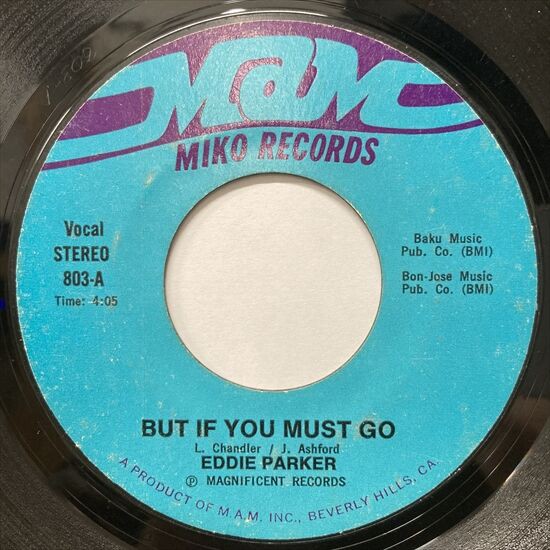 MAM
MIKO RECORDS
Vocal
STEREO
803-A
Time: 4:05
Baku Music
Pub. Co. (BMI)
Bon-Jose Music
Pub. Co. (BMI)
BUT IF YOU MUST GO
L. Chandler / J. Ashford
EDDIE PARKER
Ⓟ MAGNIFICENT RECORDS
A PRODUCT OF M.A.M. INC., BEVERLY HILLS, CA.